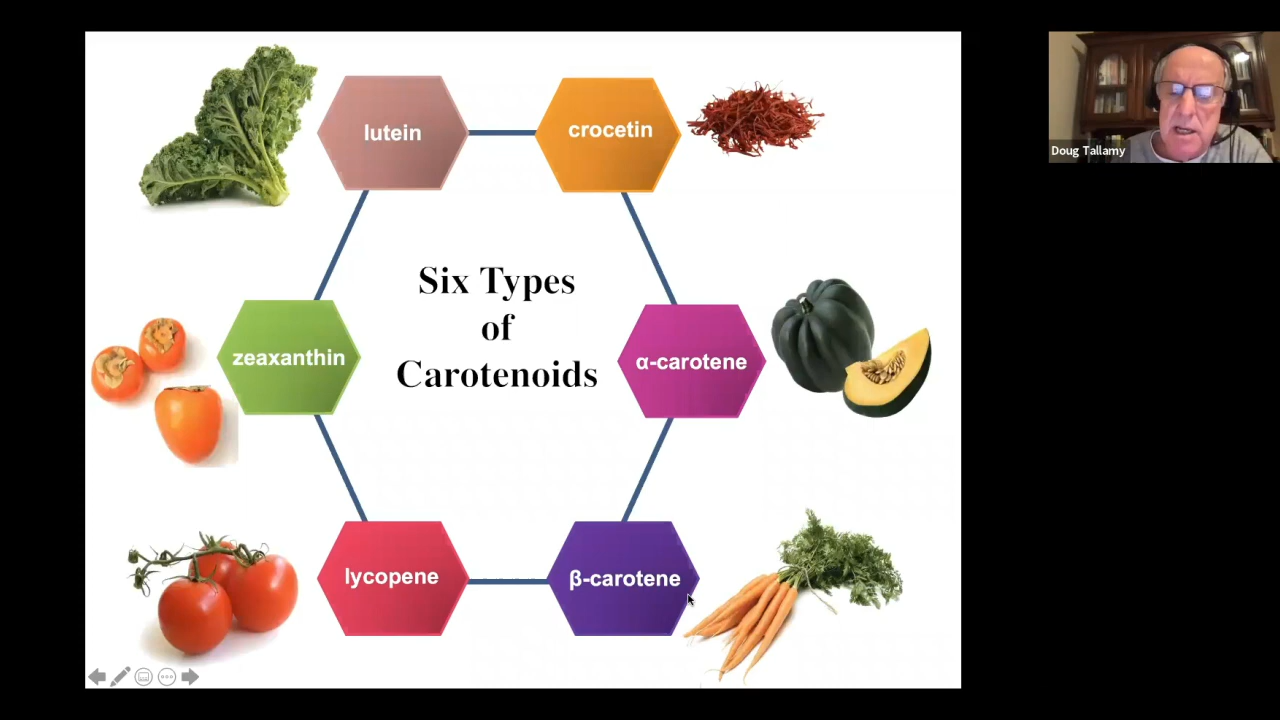 lutein
crocetin
Doug Tallamy
Six Types
of
Carotenoids
zeaxanthin
α-carotene
lycopene
β-carotene